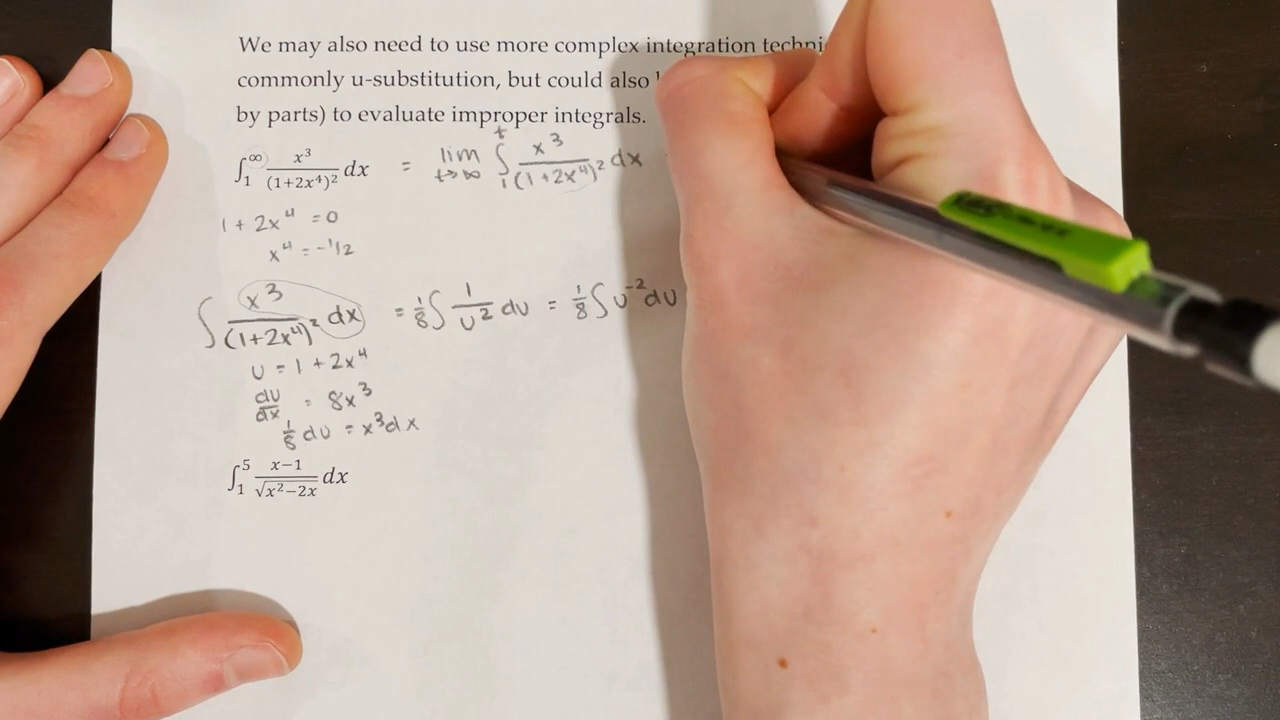 We may also need to use more complex integration
commonly u-substitution, but could also
by parts) to evaluate improper integrals.
∫₁^∞ x³/(1+2x⁴)² dx = lim t→∞ ∫₁^t x³/(1+2x⁴)² dx
1 + 2x⁴ = 0
x⁴ = -1/2
∫ x³/(1+2x⁴)² dx = 1/8 ∫ 1/u² du = 1/8 ∫ u⁻² du
u = 1 + 2x⁴
du/dx = 8x³
1/8 du = x³dx
∫₁⁵ x−1/√x²−2x dx